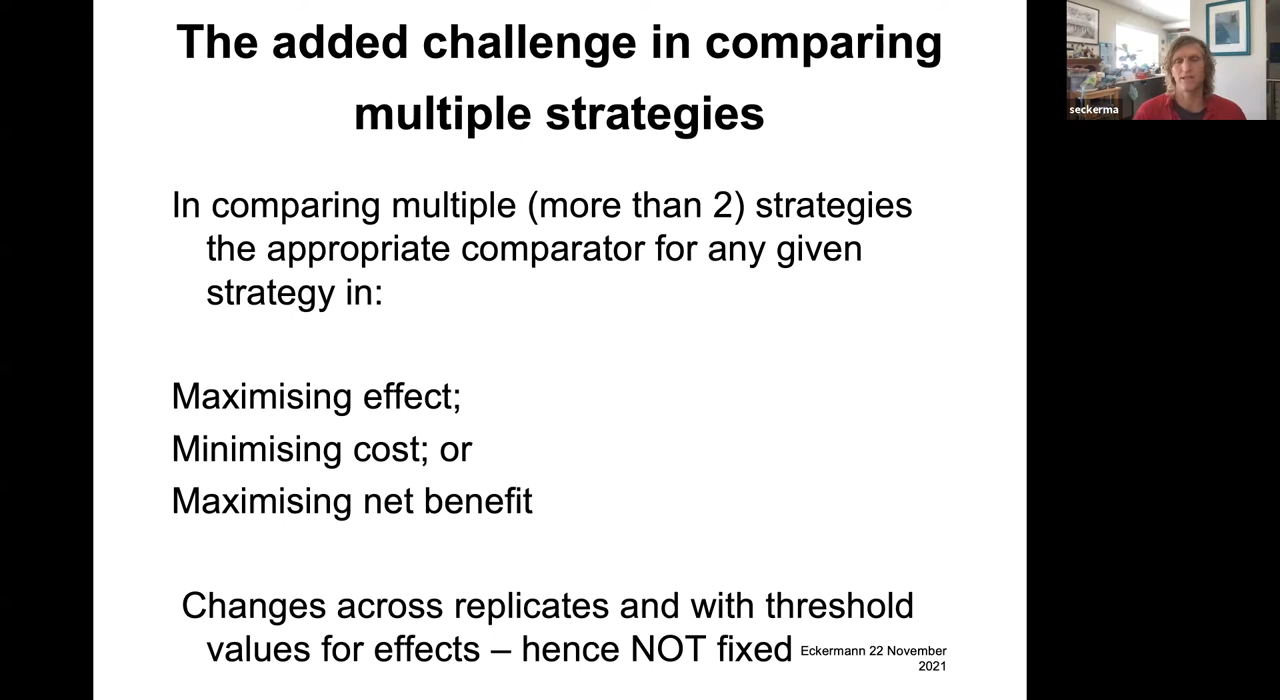 The added challenge in comparing
multiple strategies
In comparing multiple (more than 2) strategies
the appropriate comparator for any given
strategy in:
Maximising effect;
Minimising cost; or
Maximising net benefit
Changes across replicates and with threshold
values for effects – hence NOT fixed
Eckermann 22 November
2021
seckerma